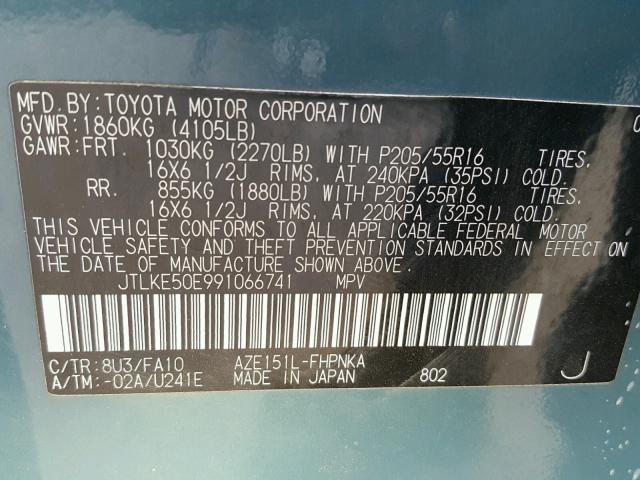 MFD.BY:TOYOTA MOTOR CORPORATION
GVWR:1860KG (4105LB)
GAWR:FRT. 1030KG (2270LB) WITH P205/55R16 TIRES,
16X6 1/2J RIMS, AT 240KPA (35PSI) COLD.
RR. 855KG (1880LB) WITH P205/55R16 TIRES,
16X6 1/2J RIMS, AT 220KPA (32PSI) COLD.
THIS VEHICLE CONFORMS TO ALL APPLICABLE FEDERAL MOTOR
VEHICLE SAFETY AND THEFT PREVENTION STANDARDS IN EFFECT ON
THE DATE OF MANUFACTURE SHOWN ABOVE.
JTLKE50E991066741 MPV
C/TR:8U3/FA10 AZE151L-FHPNKA
A/TM:-02A/U241E MADE IN JAPAN 802 J